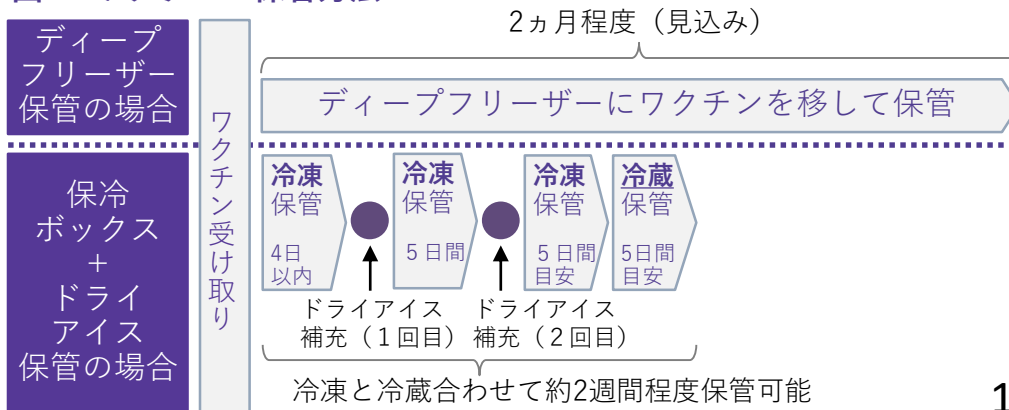 2ヵ月程度（見込み）
ディープ
フリーザー
保管の場合
ワクチン受け取り
ディープフリーザーにワクチンを移して保管
保冷
ボックス
＋
ドライ
アイス
保管の場合
冷凍
保管
4日
以内
冷凍
保管
５日間
冷凍
保管
５日間
目安
冷蔵
保管
5日間
目安
ドライアイス
補充（１回目）
ドライアイス
補充（２回目）
冷凍と冷蔵合わせて約2週間程度保管可能
1